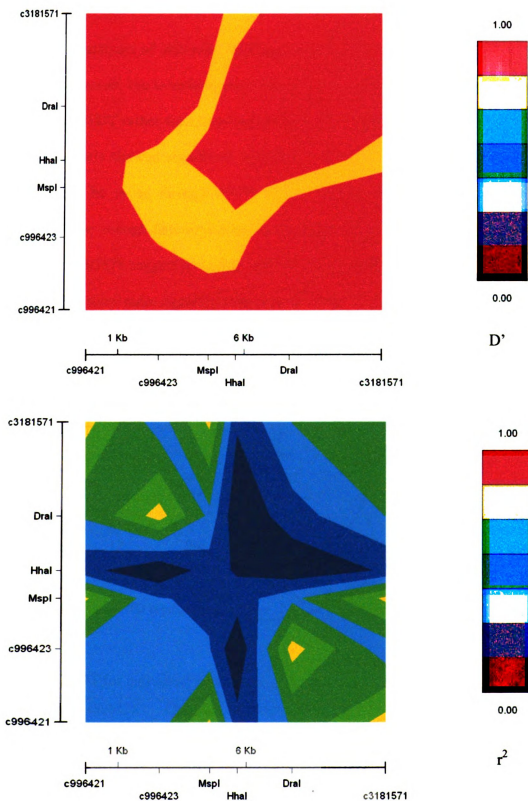 c3181571
1.00
DraI
HhaI
MspI
c996423
c996421
0.00
D'
1 Kb
6 Kb
c996421
MspI
DraI
c996423
HhaI
c3181571
c3181571
1.00
DraI
HhaI
MspI
c996423
c996421
0.00
r²
1 Kb
6 Kb
c996421
MspI
DraI
c996423
HhaI
c3181571